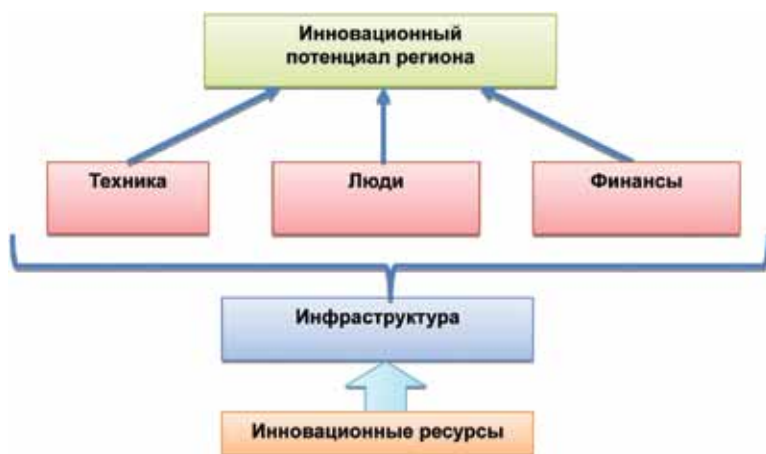 Инновационный
потенциал региона
Техника
Люди
Финансы
Инфраструктура
Инновационные ресурсы